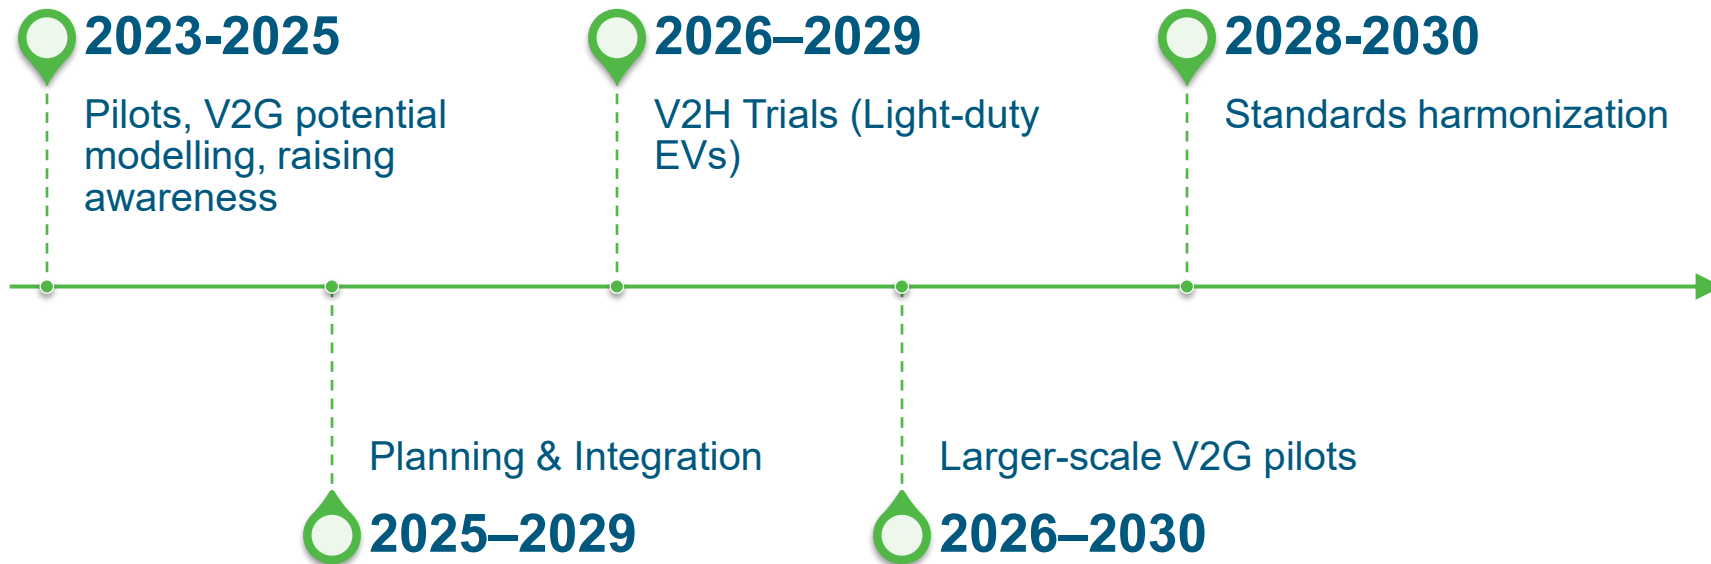 2023-2025
Pilots, V2G potential
modelling, raising
awareness
2026–2029
V2H Trials (Light-duty
EVs)
2028-2030
Standards harmonization
Planning & Integration
2025–2029
Larger-scale V2G pilots
2026–2030